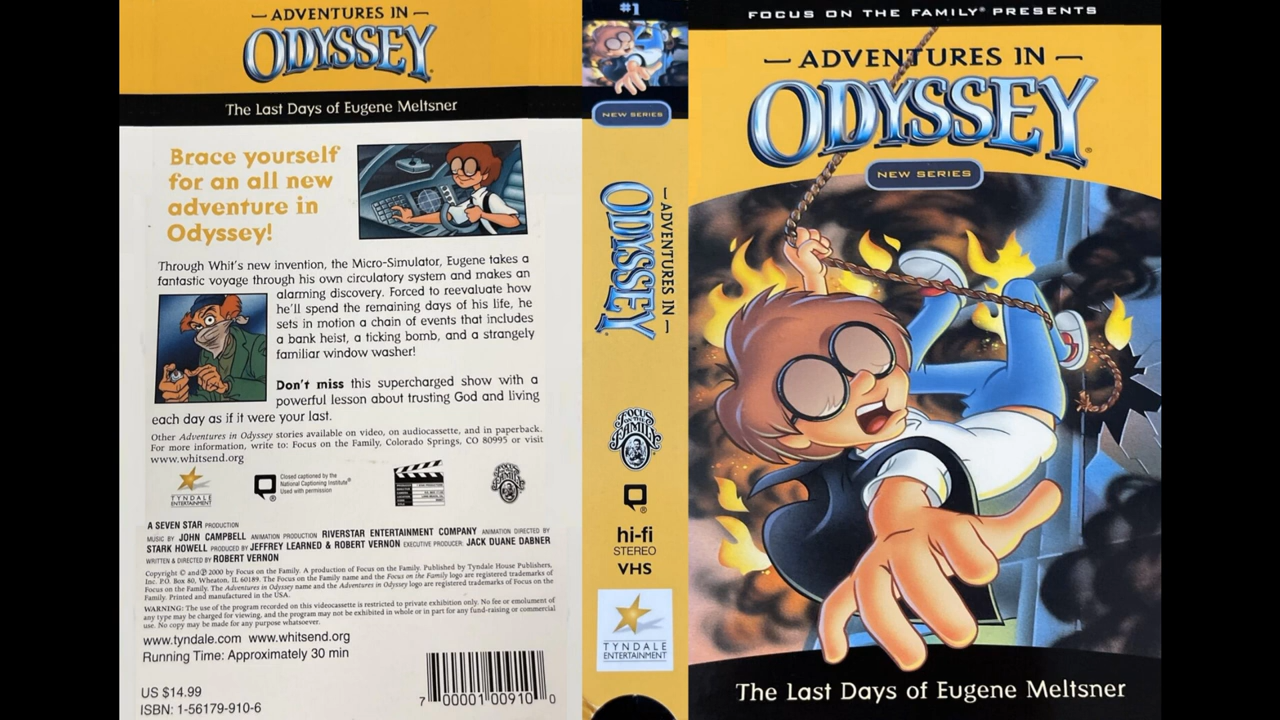 — ADVENTURES IN —
ODYSSEY
The Last Days of Eugene Meltsner
Brace yourself
for an all new
adventure in
Odyssey!
Through Whit's new invention, the Micro-Simulator, Eugene takes a
fantastic voyage through his own circulatory system and makes an
alarming discovery. Forced to reevaluate how
he'll spend the remaining days of his life, he
sets in motion a chain of events that includes
a bank heist, a ticking bomb, and a strangely
familiar window washer!
Don't miss this supercharged show with a
powerful lesson about trusting God and living
each day as if it were your last.
Other Adventures in Odyssey stories available on video, on audiocassette, and in paperback.
For more information, write to: Focus on the Family, Colorado Springs, CO 80995 or visit
www.whitsend.org
TYNDALE
ENTERTAINMENT
Closed captioned by the
National Captioning Institute®
Used with permission
FOCUS
ON THE
FAMILY
A SEVEN STAR PRODUCTION
MUSIC BY JOHN CAMPBELL ANIMATION PRODUCTION RIVERSTAR ENTERTAINMENT COMPANY ANIMATION DIRECTED BY
STARK HOWELL PRODUCED BY JEFFREY LEARNED & ROBERT VERNON EXECUTIVE PRODUCER: JACK DUANE DABNER
WRITTEN & DIRECTED BY ROBERT VERNON
Copyright © and ℗ 2000 by Focus on the Family. A production of Focus on the Family. Published by Tyndale House Publishers,
Inc. P.O. Box 80, Wheaton, IL 60189. The Focus on the Family name and the Focus on the Family logo are registered trademarks of
Focus on the Family. The Adventures in Odyssey name and the Adventures in Odyssey logo are registered trademarks of Focus on the
Family. Printed and manufactured in the USA.
WARNING: The use of the program recorded on this videocassette is restricted to private exhibition only. No fee or emolument of
any type may be charged for viewing, and the program may not be exhibited in whole or in part for any fund-raising or commercial
use. No copy may be made for any purpose whatsoever.
www.tyndale.com www.whitsend.org
Running Time: Approximately 30 min
US $14.99
ISBN: 1-56179-910-6
7 00001 00910 0
#1
NEW SERIES
— ADVENTURES IN —
ODYSSEY
FOCUS
ON THE
FAMILY
hi-fi
STEREO
VHS
TYNDALE
ENTERTAINMENT
FOCUS ON THE FAMILY® PRESENTS
— ADVENTURES IN —
ODYSSEY®
NEW SERIES
The Last Days of Eugene Meltsner